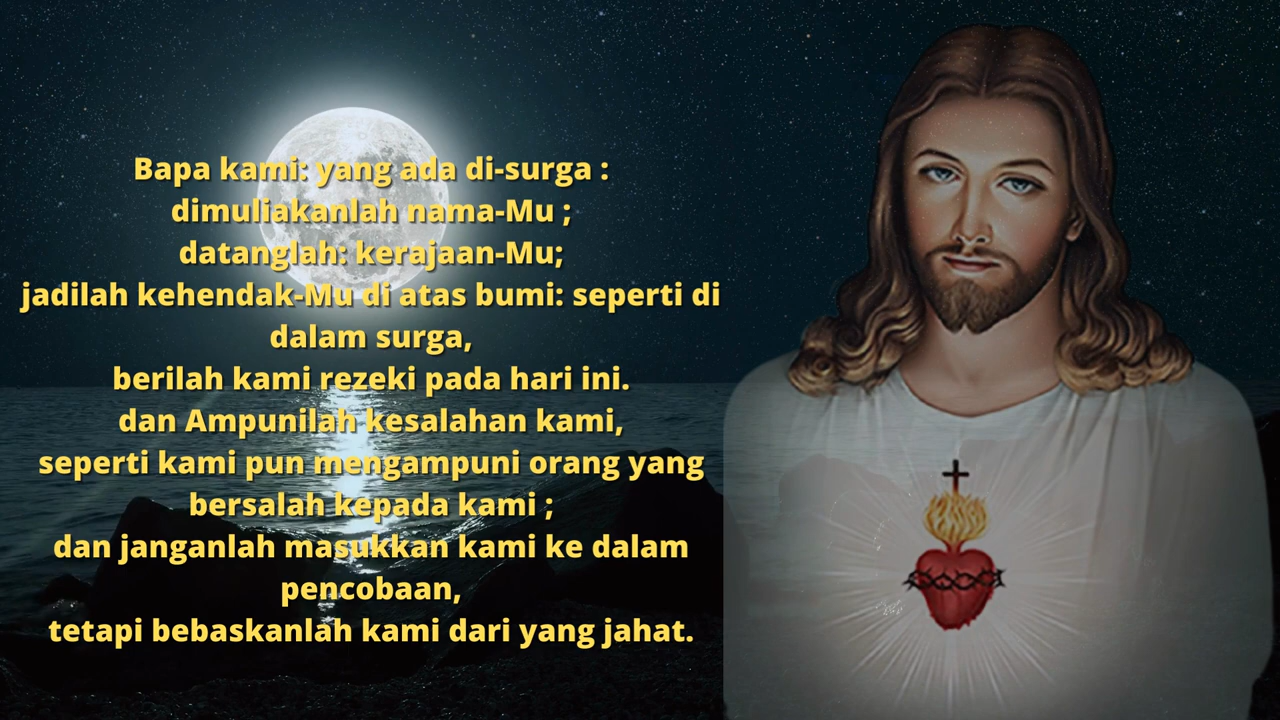 Bapa kami: yang ada di-surga :
dimuliakanlah nama-Mu ;
datanglah: kerajaan-Mu;
jadilah kehendak-Mu di atas bumi: seperti di
dalam surga,
berilah kami rezeki pada hari ini.
dan Ampunilah kesalahan kami,
seperti kami pun mengampuni orang yang
bersalah kepada kami ;
dan janganlah masukkan kami ke dalam
pencobaan,
tetapi bebaskanlah kami dari yang jahat.